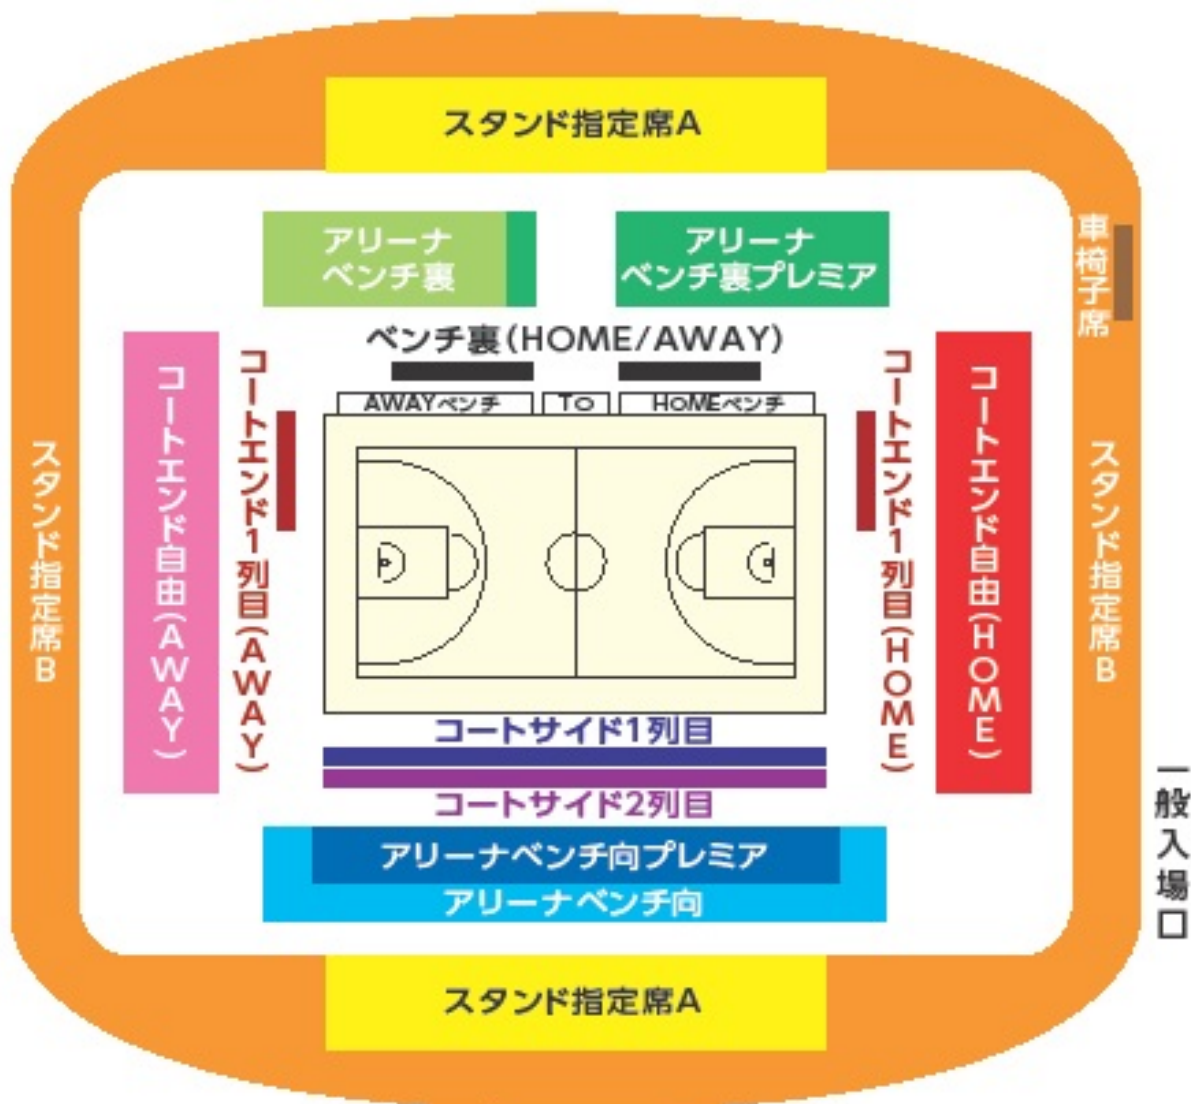 スタンド指定席A
アリーナ
ベンチ裏
アリーナ
ベンチ裏プレミア
車椅子席
ベンチ裏(HOME/AWAY)
AWAYベンチ
TO
HOMEベンチ
スタンド指定席B
コートエンド自由(AWAY)
コートエンド1列目(AWAY)
コートエンド1列目(HOME)
コートエンド自由(HOME)
スタンド指定席B
コートサイド1列目
コートサイド2列目
アリーナベンチ向プレミア
アリーナベンチ向
一般入場口
スタンド指定席A